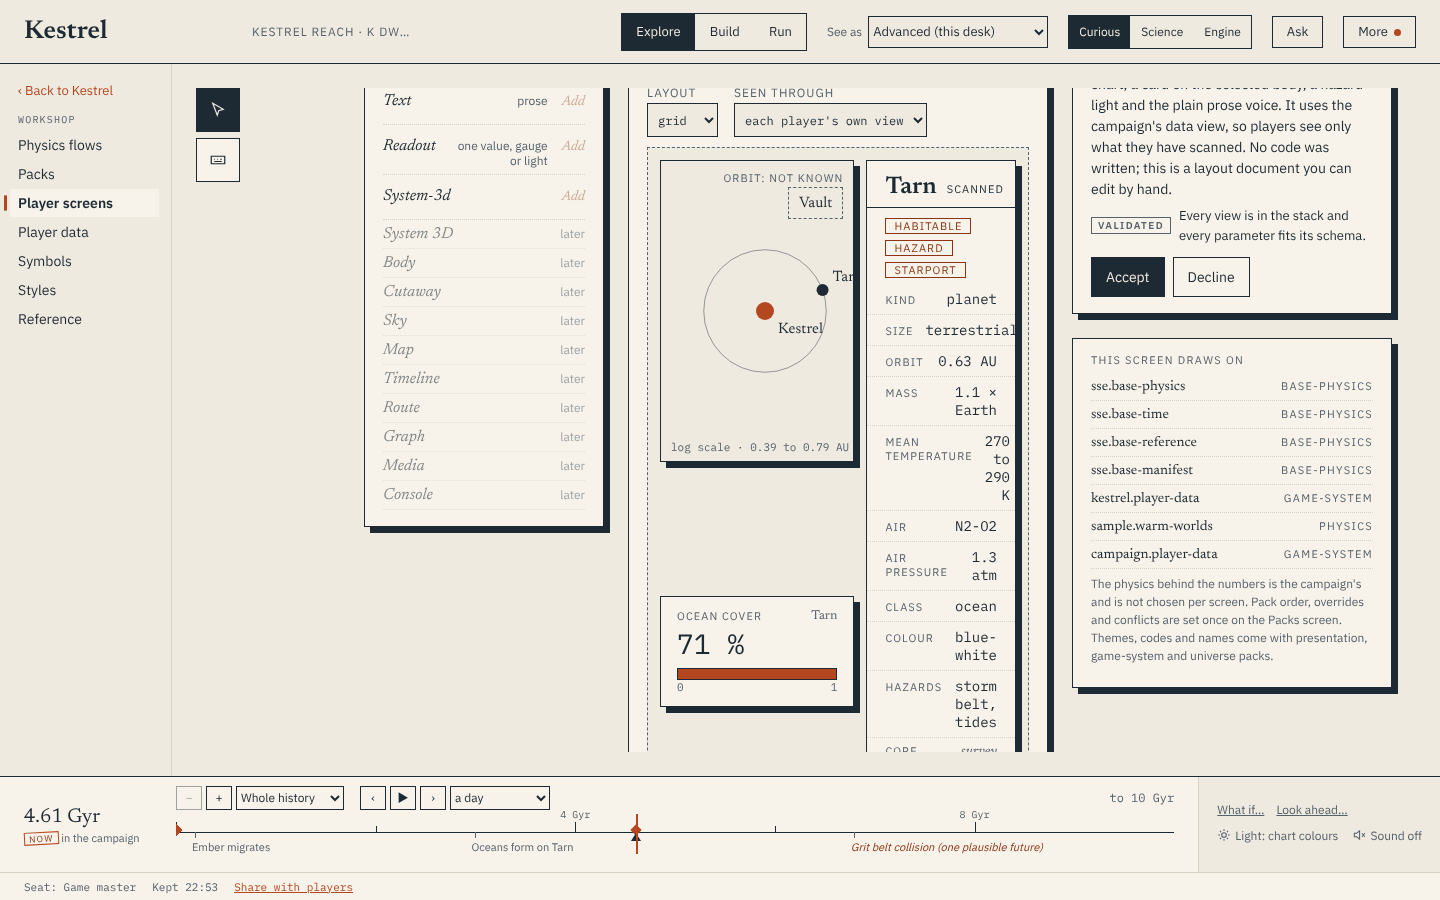 Kestrel
KESTREL REACH · K DW...
Explore
Build
Run
See as
Advanced (this desk)
Curious
Science
Engine
Ask
More
‹ Back to Kestrel
WORKSHOP
Physics flows
Packs
Player screens
Player data
Symbols
Styles
Reference
Text prose Add
Readout one value, gauge Add
or light
System-3d Add
System 3D later
Body later
Cutaway later
Sky later
Map later
Timeline later
Route later
Graph later
Media later
Console later
LAYOUT
grid
SEEN THROUGH
each player's own view
ORBIT: NOT KNOWN
Vault
Tar
Kestrel
log scale · 0.39 to 0.79 AU
OCEAN COVER Tarn
71 %
0 1
Tarn SCANNED
HABITABLE
HAZARD
STARPORT
KIND planet
SIZE terrestrial
ORBIT 0.63 AU
MASS 1.1 ×
Earth
MEAN TEMPERATURE 270
to
290
K
AIR N2-O2
AIR PRESSURE 1.3
atm
CLASS ocean
COLOUR blue-
white
HAZARDS storm
belt,
tides
CORE survey
chart, a card on the selected body, a hazard
light and the plain prose voice. It uses the
campaign's data view, so players see only
what they have scanned. No code was
written; this is a layout document you can
edit by hand.
VALIDATED
Every view is in the stack and
every parameter fits its schema.
Accept
Decline
THIS SCREEN DRAWS ON
sse.base-physics BASE-PHYSICS
sse.base-time BASE-PHYSICS
sse.base-reference BASE-PHYSICS
sse.base-manifest BASE-PHYSICS
kestrel.player-data GAME-SYSTEM
sample.warm-worlds PHYSICS
campaign.player-data GAME-SYSTEM
The physics behind the numbers is the campaign's
and is not chosen per screen. Pack order, overrides
and conflicts are set once on the Packs screen.
Themes, codes and names come with presentation,
game-system and universe packs.
4.61 Gyr
NOW in the campaign
− + Whole history ‹ › a day
to 10 Gyr
4 Gyr
8 Gyr
Ember migrates
Oceans form on Tarn
Grit belt collision (one plausible future)
What if... Look ahead...
Light: chart colours Sound off
Seat: Game master Kept 22:53 Share with players